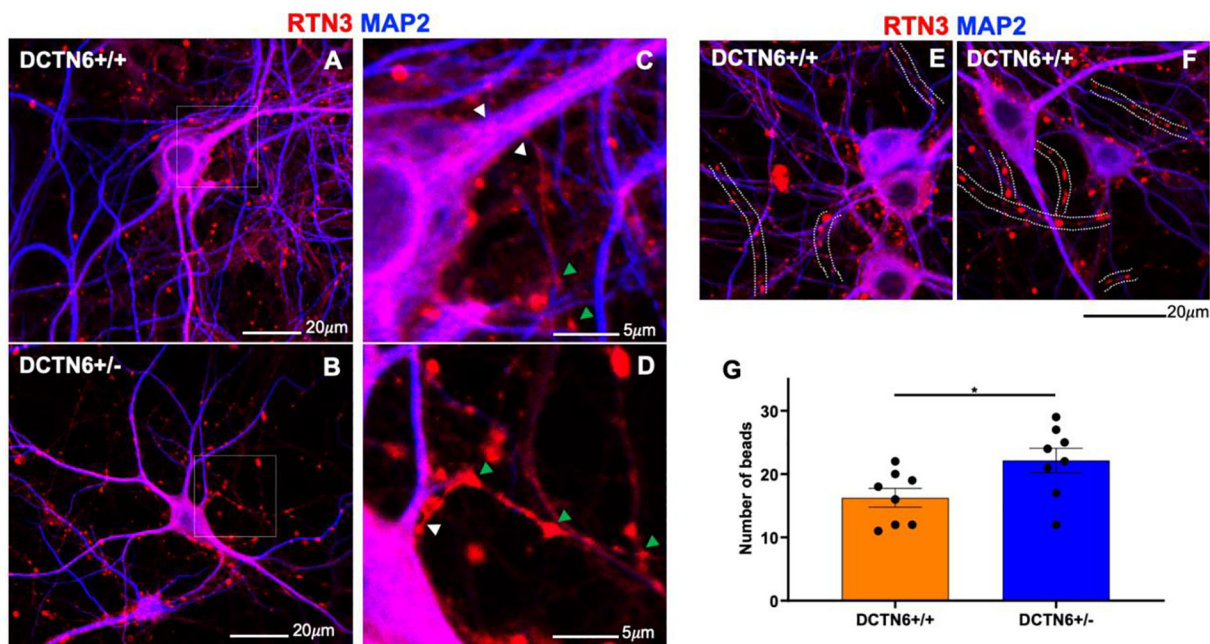 RTN3 MAP2
DCTN6+/+
A
C
20μm
5μm
DCTN6+/-
B
D
20μm
5μm
RTN3 MAP2
DCTN6+/+
E
DCTN6+/+
F
20μm
G
*
Number of beads
30
20
10
0
DCTN6+/+
DCTN6+/-